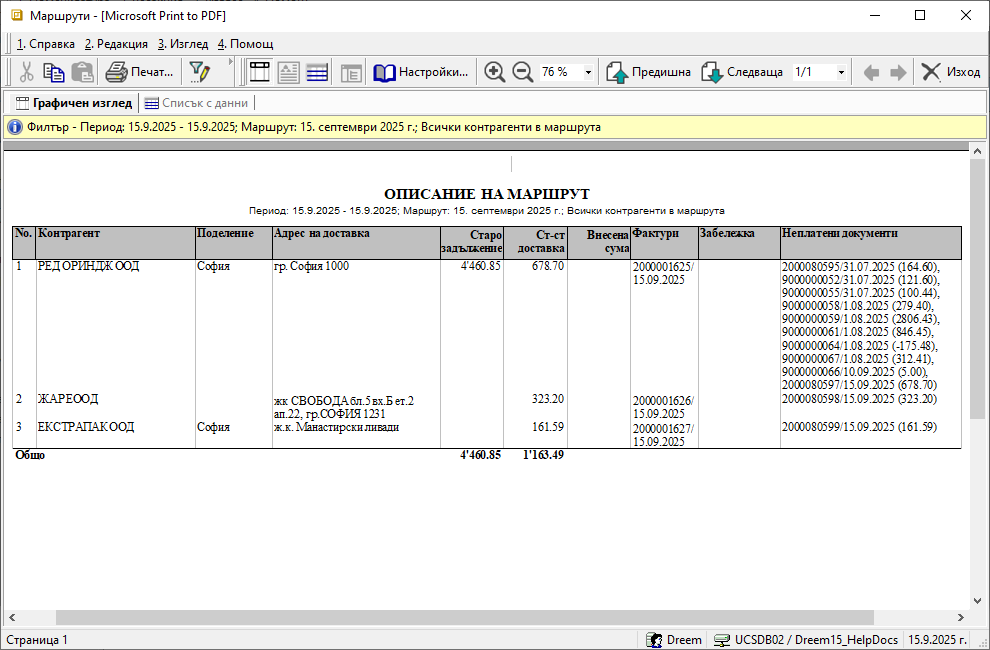 Маршрути - [Microsoft Print to PDF]
1. Справка 2. Редакция 3. Изглед 4. Помощ
Печат... Настройки... 76 % Предишна Следваща 1/1 Изход
Графичен изглед Списък с данни
Филтър - Период: 15.9.2025 - 15.9.2025; Маршрут: 15. септември 2025 г.; Всички контрагенти в маршрута
ОПИСАНИЕ НА МАРШРУТ
Период: 15.9.2025 - 15.9.2025; Маршрут: 15. септември 2025 г.; Всички контрагенти в маршрута
No. Контрагент Поделение Адрес на доставка Старо Ст-ст Внесена Фактури Забележка Неплатени документи
задължение доставка сума
1 РЕД ОРИНДЖ ООД София гр. София 1000 4'460.85 678.70 2000001625/ 2000080595/31.07.2025 (164.60),
15.09.2025 9000000052/31.07.2025 (121.60),
9000000055/31.07.2025 (100.44),
9000000058/1.08.2025 (279.40),
9000000059/1.08.2025 (2806.43),
9000000061/1.08.2025 (846.45),
9000000064/1.08.2025 (-175.48),
9000000067/1.08.2025 (312.41),
9000000066/10.09.2025 (5.00),
2000080597/15.09.2025 (678.70)
2 ЖАРЕ ООД жк СВОБОДА бл.5 вх.Б ет.2 323.20 2000001626/ 2000080598/15.09.2025 (323.20)
ап.22, гр.СОФИЯ 1231 15.09.2025
3 ЕКСТРАПАК ООД София ж.к. Манастирски ливади 161.59 2000001627/ 2000080599/15.09.2025 (161.59)
15.09.2025
Общо 4'460.85 1'163.49
Страница 1 Dreem UCSDB02 / Dreem15_HelpDocs 15.9.2025 г.